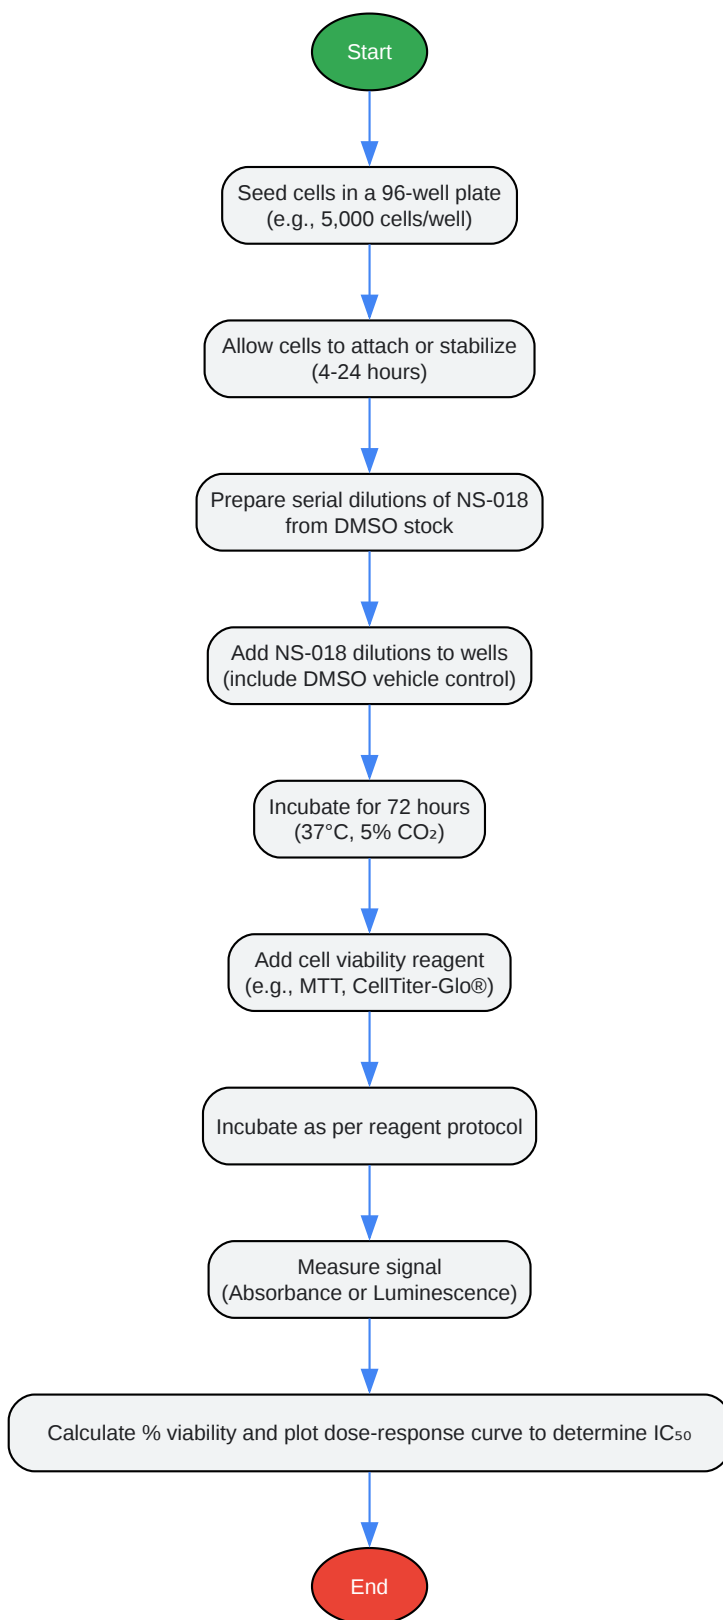 Start
Seed cells in a 96-well plate
(e.g., 5,000 cells/well)
Allow cells to attach or stabilize
(4-24 hours)
Prepare serial dilutions of NS-018
from DMSO stock
Add NS-018 dilutions to wells
(include DMSO vehicle control)
Incubate for 72 hours
(37°C, 5% CO₂)
Add cell viability reagent
(e.g., MTT, CellTiter-Glo®)
Incubate as per reagent protocol
Measure signal
(Absorbance or Luminescence)
Calculate % viability and plot dose-response curve to determine IC₅₀
End